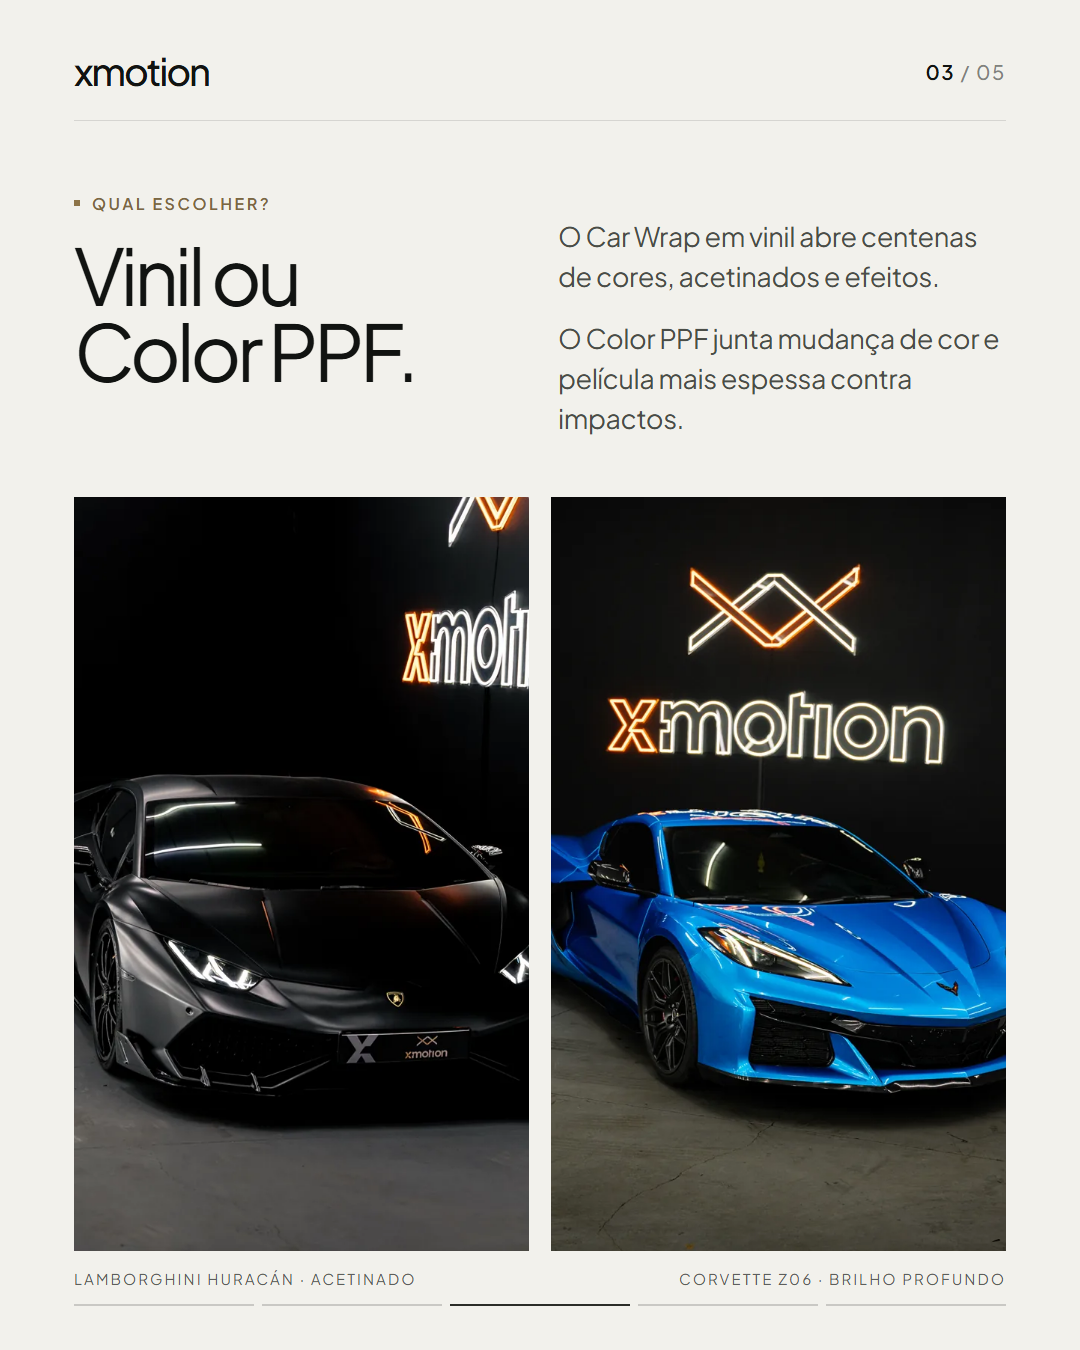 xmotion
03 / 05
QUAL ESCOLHER?
Vinil ou
Color PPF.
O Car Wrap em vinil abre centenas
de cores, acetinados e efeitos.
O Color PPF junta mudança de cor e
película mais espessa contra
impactos.
xmoti
xmotion
xmotion
LAMBORGHINI HURACÁN · ACETINADO
CORVETTE Z06 · BRILHO PROFUNDO